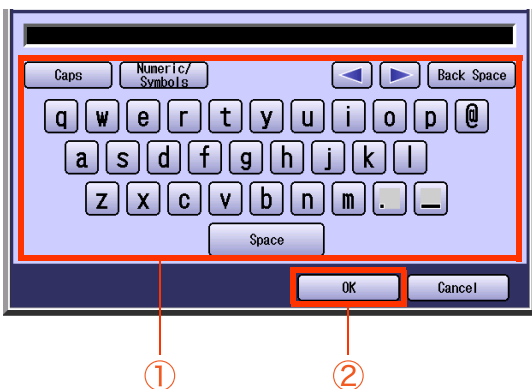 Caps Numeric/ Back Space
Symbols
q w e r t y u i o p @
a s d f g h j k l
z x c v b n m . _
Space
OK Cancel
① ②